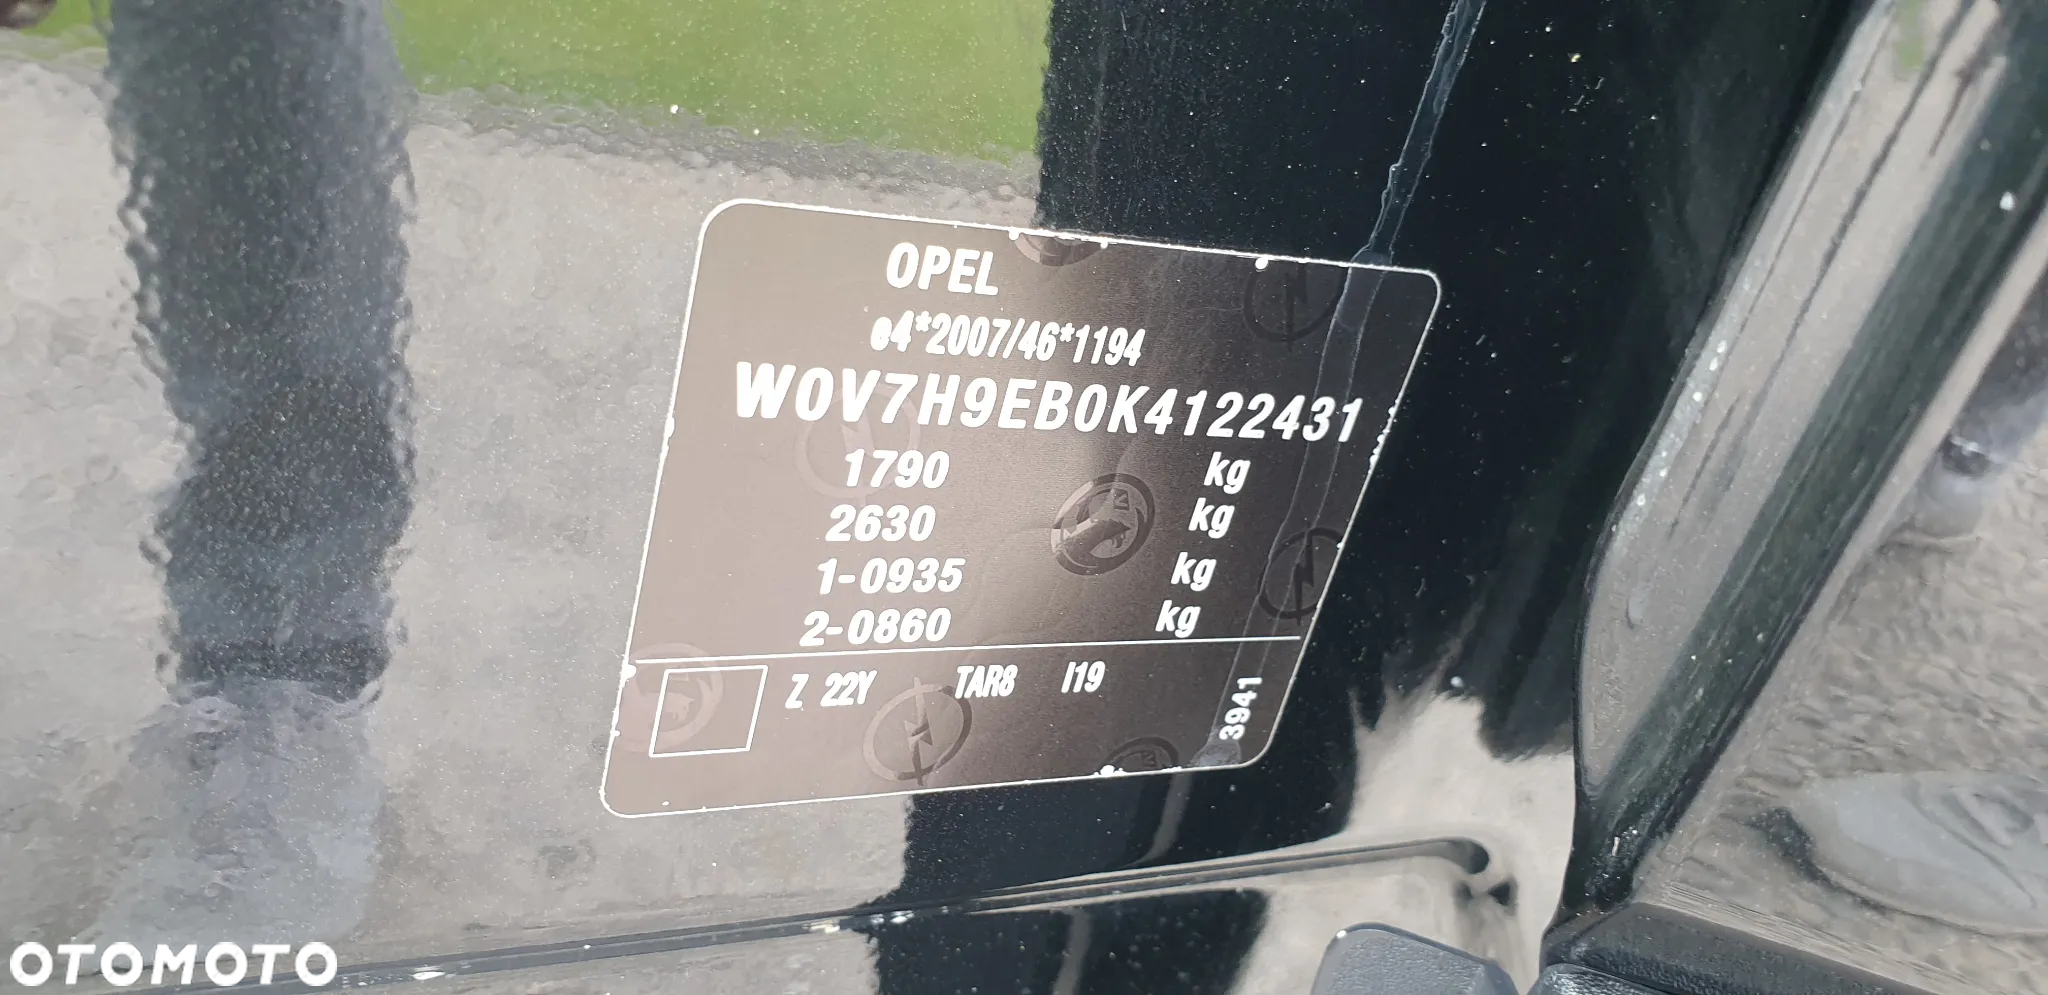 OPEL
e4*2007/46*1194
W0V7H9EB0K4122431
1790 kg
2630 kg
1-0935 kg
2-0860 kg
Z 22Y TAR8 I19
3941
OTOMOTO